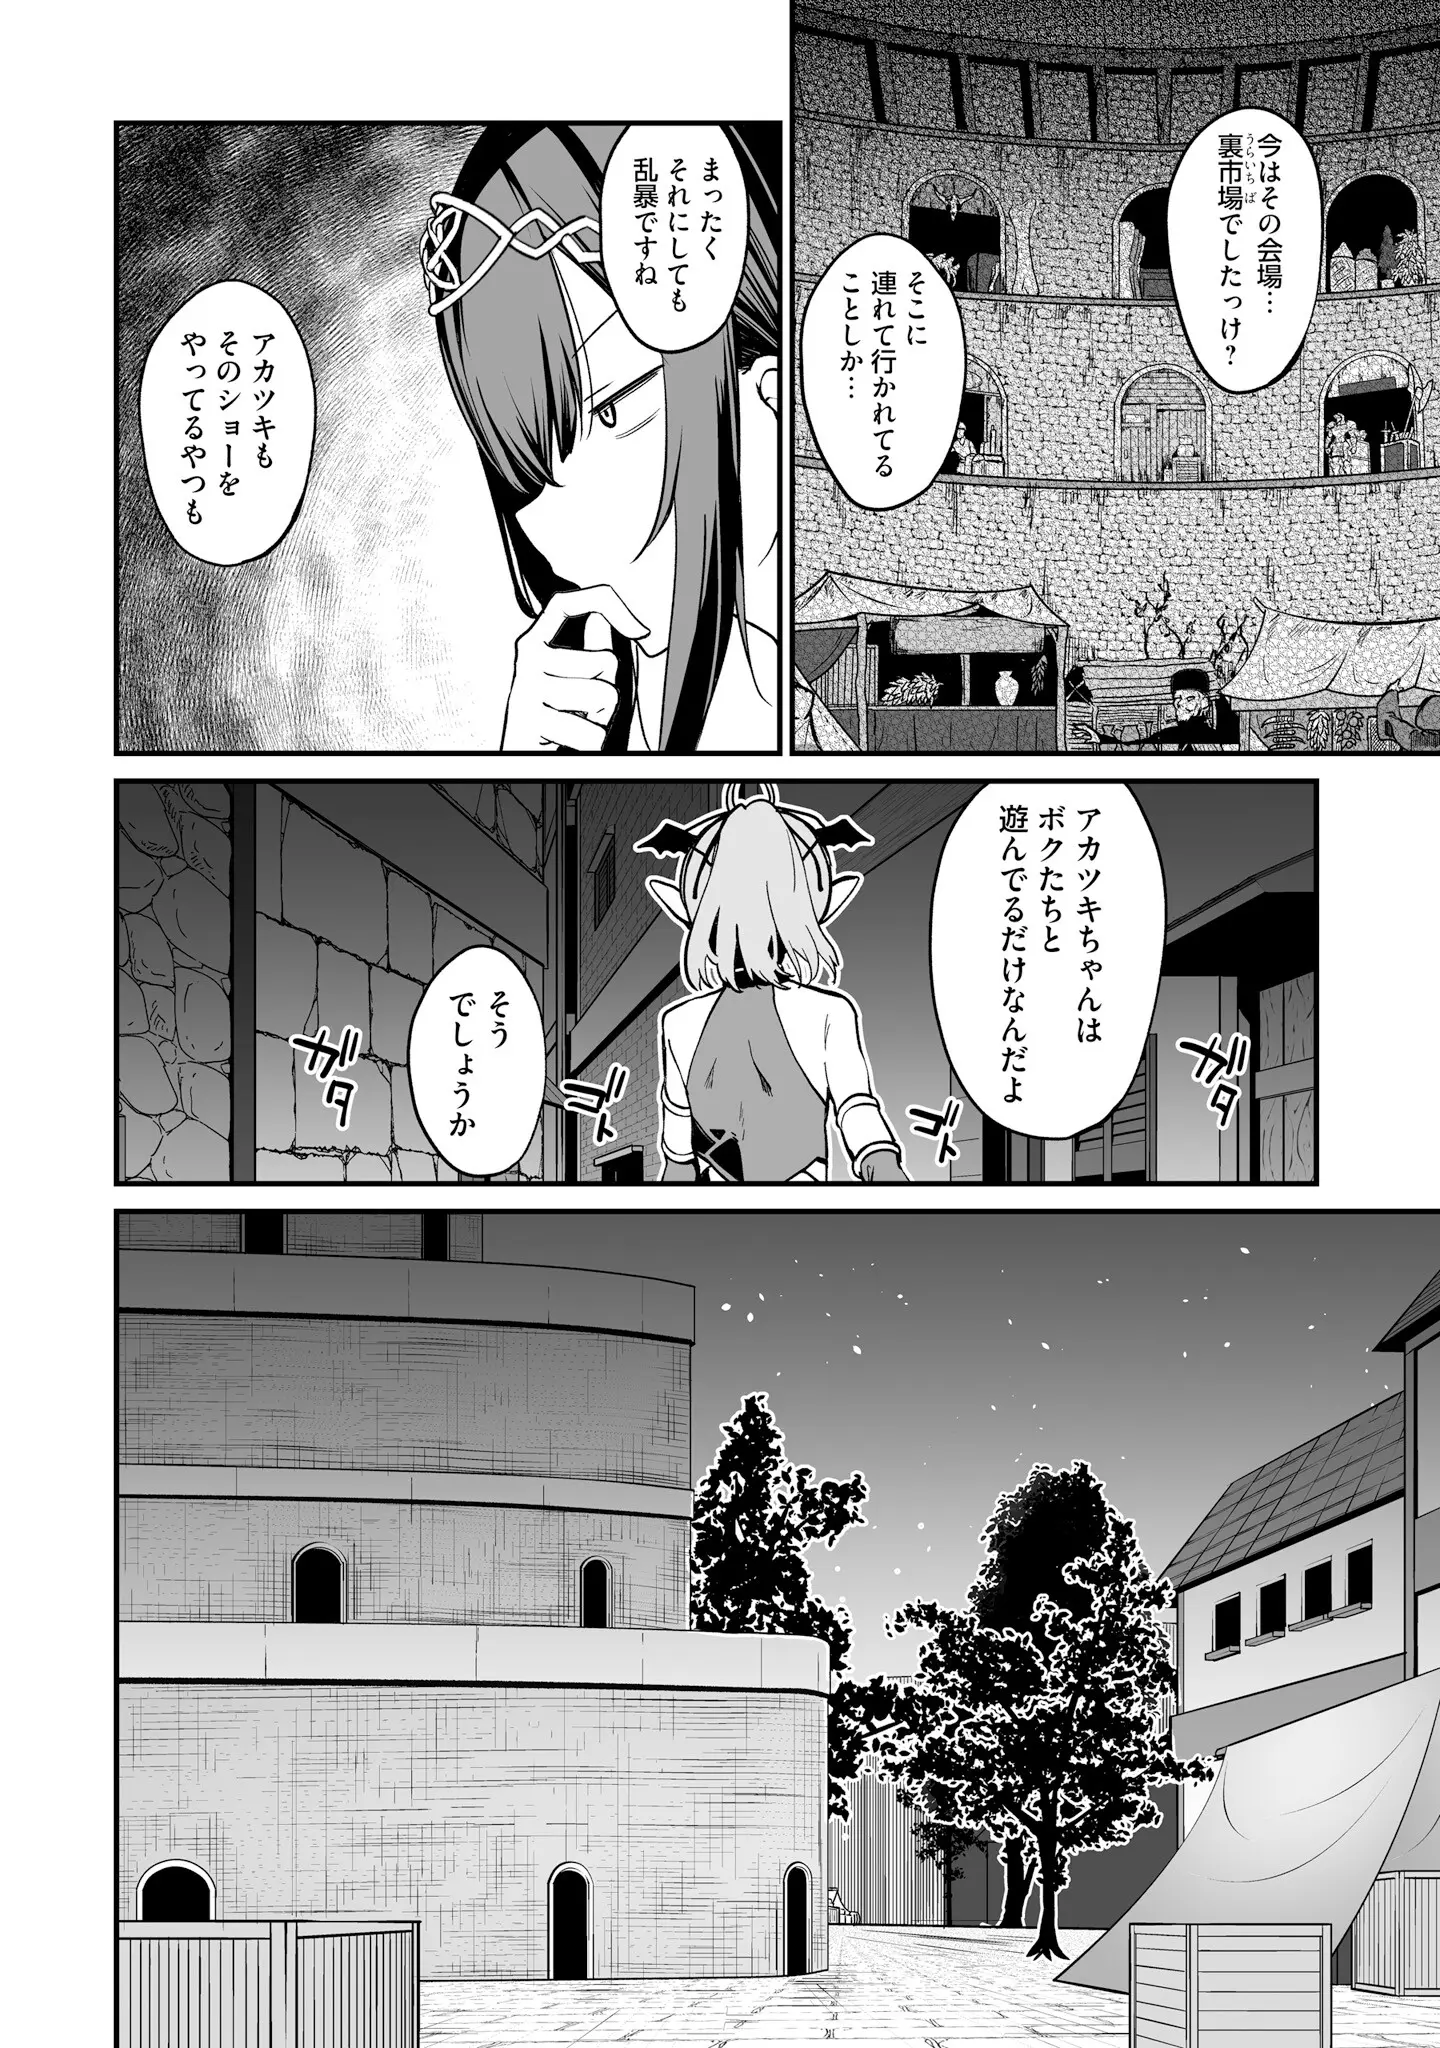 今はその会場…
裏市場でしたっけ?
うらいちば
そこに
連れて行かれてる
ことしか…
まったく
それにしても
乱暴ですね
アカツキも
そのショーを
やってるやつも
アカツキちゃんは
ボクたちと
遊んでるだけなんだよ
そう
でしょうか
ガタ
ゴト
ゴト
ガタ